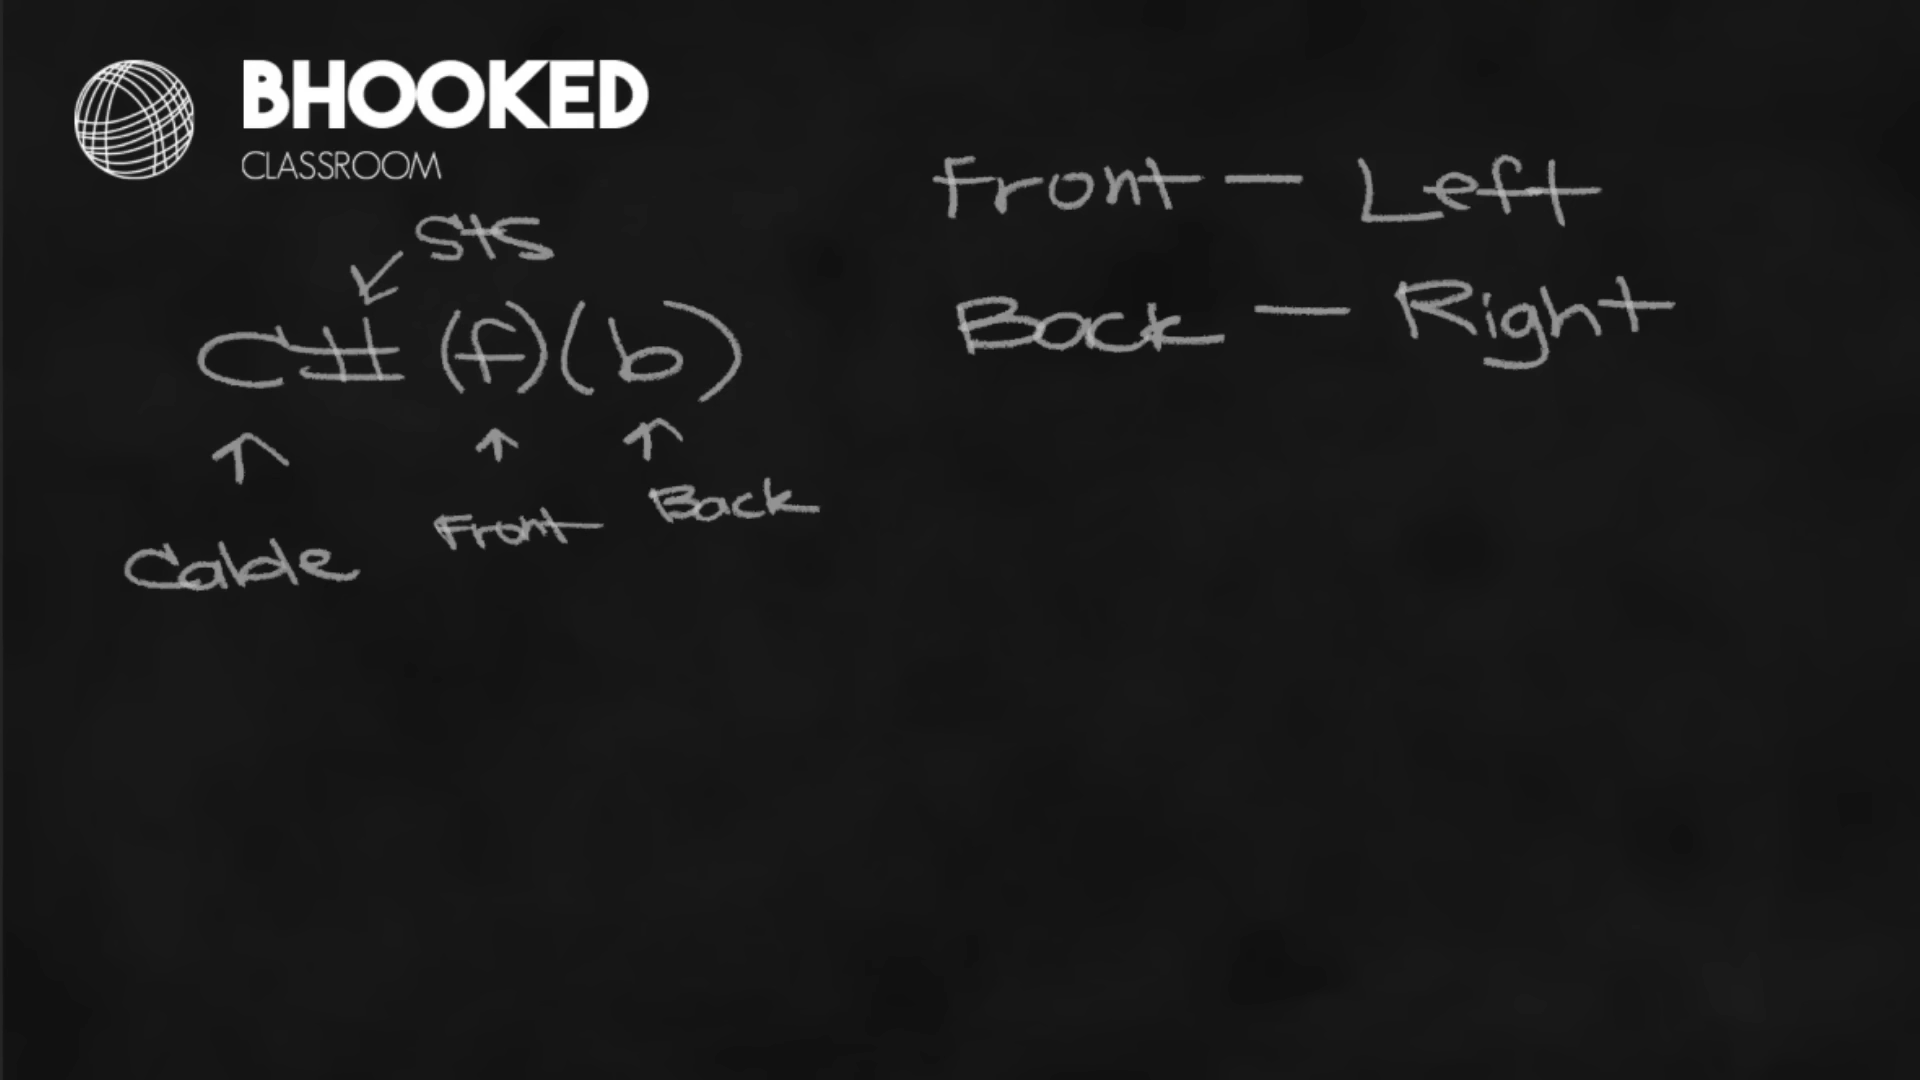 BHOOKED
CLASSROOM
Sts
C# (f)(b)
Cable
Front
Back
Front - Left
Back - Right